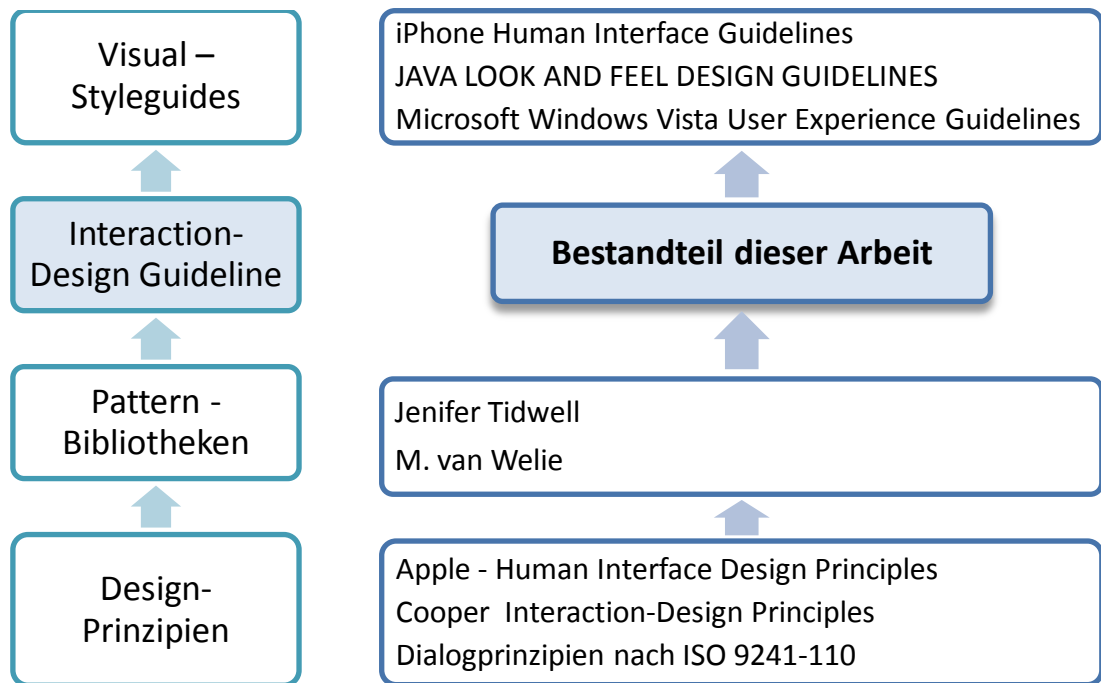 Visual –
Styleguides
iPhone Human Interface Guidelines
JAVA LOOK AND FEEL DESIGN GUIDELINES
Microsoft Windows Vista User Experience Guidelines
Interaction-
Design Guideline
Bestandteil dieser Arbeit
Pattern -
Bibliotheken
Jenifer Tidwell
M. van Welie
Design-
Prinzipien
Apple - Human Interface Design Principles
Cooper  Interaction-Design Principles
Dialogprinzipien nach ISO 9241-110